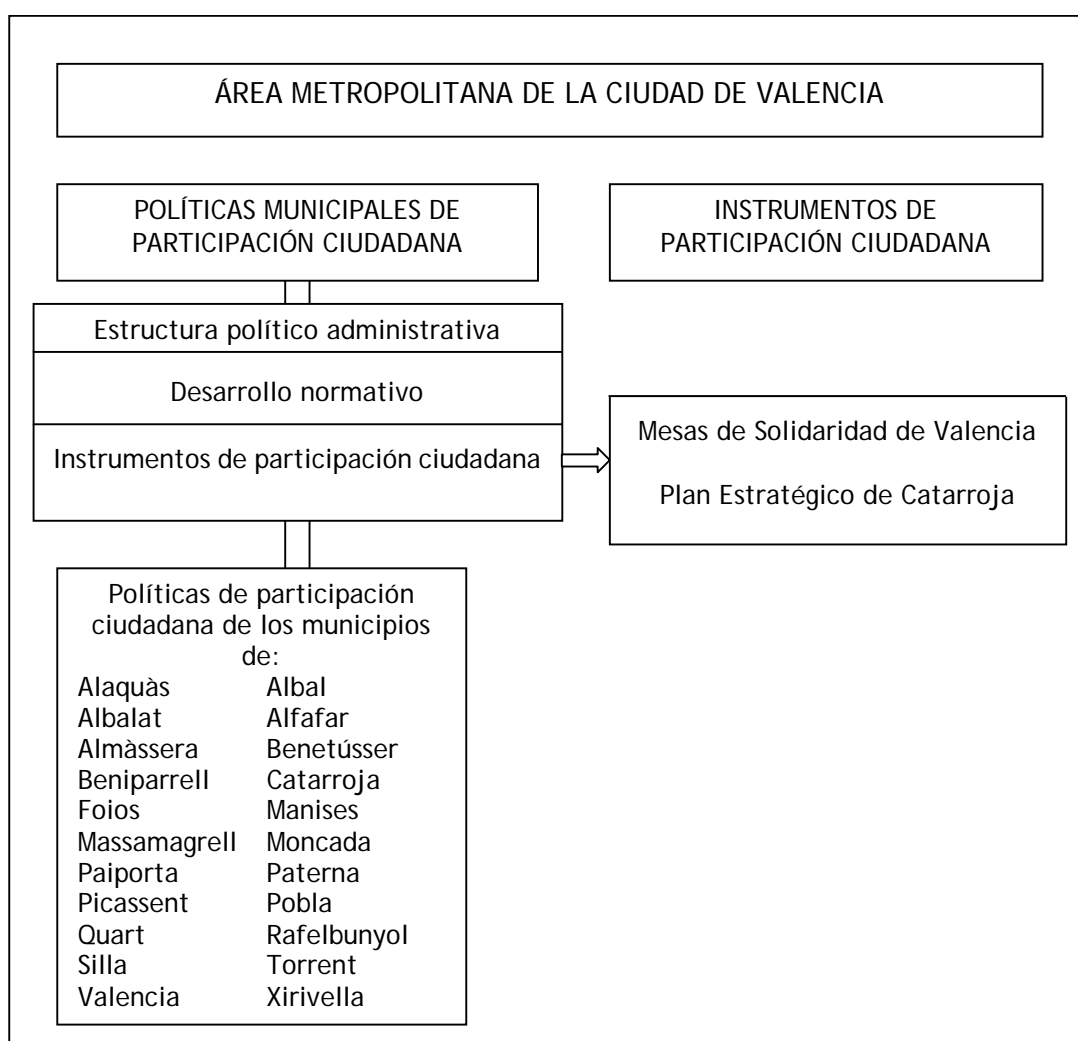 ÁREA METROPOLITANA DE LA CIUDAD DE VALENCIA
POLÍTICAS MUNICIPALES DE
PARTICIPACIÓN CIUDADANA
INSTRUMENTOS DE
PARTICIPACIÓN CIUDADANA
Estructura político administrativa
Desarrollo normativo
Instrumentos de participación ciudadana
Mesas de Solidaridad de Valencia
Plan Estratégico de Catarroja
Políticas de participación
ciudadana de los municipios
de:
Alaquàs Albal
Albalat Alfafar
Almàssera Benetússer
Beniparrell Catarroja
Foios Manises
Massamagrell Moncada
Paiporta Paterna
Picassent Pobla
Quart Rafelbunyol
Silla Torrent
Valencia Xirivella